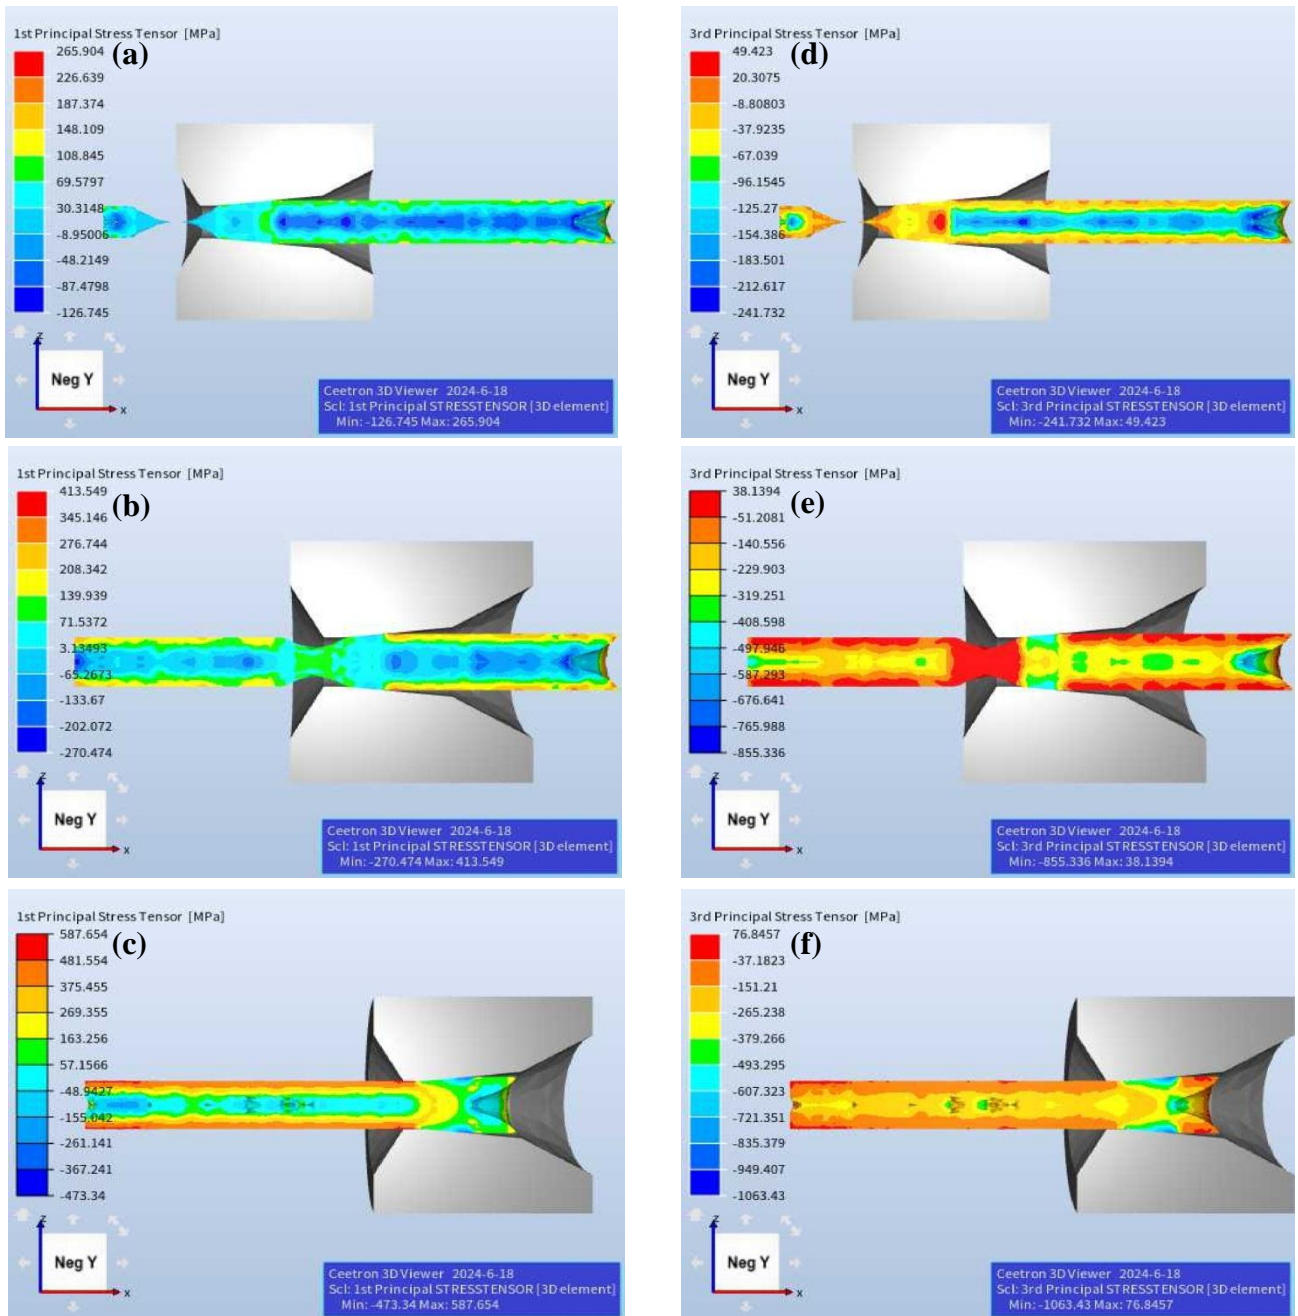 1st Principal Stress Tensor [MPa]
(a)
265.904
226.639
187.374
148.109
108.845
69.5797
30.3148
-8.95006
-48.2149
-87.4798
-126.745
z
Neg Y
x
Ceetron 3D Viewer 2024-6-18
Scl: 1st Principal STRESSTENSOR [3D element]
Min: -126.745 Max: 265.904
3rd Principal Stress Tensor [MPa]
(d)
49.423
20.3075
-8.80803
-37.9235
-67.039
-96.1545
-125.27
-154.386
-183.501
-212.617
-241.732
z
Neg Y
x
Ceetron 3D Viewer 2024-6-18
Scl: 3rd Principal STRESSTENSOR [3D element]
Min: -241.732 Max: 49.423
1st Principal Stress Tensor [MPa]
(b)
413.549
345.146
276.744
208.342
139.939
71.5372
3.13493
-65.2673
-133.67
-202.072
-270.474
z
Neg Y
x
Ceetron 3D Viewer 2024-6-18
Scl: 1st Principal STRESSTENSOR [3D element]
Min: -270.474 Max: 413.549
3rd Principal Stress Tensor [MPa]
(e)
38.1394
-51.2081
-140.556
-229.903
-319.251
-408.598
-497.946
-587.293
-676.641
-765.988
-855.336
z
Neg Y
x
Ceetron 3D Viewer 2024-6-18
Scl: 3rd Principal STRESSTENSOR [3D element]
Min: -855.336 Max: 38.1394
1st Principal Stress Tensor [MPa]
(c)
587.654
481.554
375.455
269.355
163.256
57.1566
-48.9427
-155.042
-261.141
-367.241
-473.34
z
Neg Y
x
Ceetron 3D Viewer 2024-6-18
Scl: 1st Principal STRESSTENSOR [3D element]
Min: -473.34 Max: 587.654
3rd Principal Stress Tensor [MPa]
(f)
76.8457
-37.1823
-151.21
-265.238
-379.266
-493.295
-607.323
-721.351
-835.379
-949.407
-1063.43
z
Neg Y
x
Ceetron 3D Viewer 2024-6-18
Scl: 3rd Principal STRESSTENSOR [3D element]
Min: -1063.43 Max: 76.8457